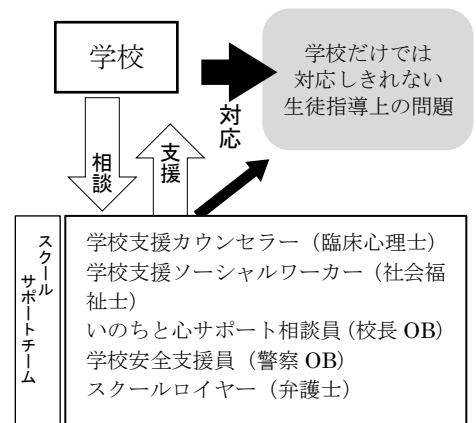 学校
学校だけでは
対応しきれない
生徒指導上の問題
対応
相談
支援
スクール
サポートチーム
学校支援カウンセラー（臨床心理士）
学校支援ソーシャルワーカー（社会福
祉士）
いのちと心サポート相談員（校長 OB）
学校安全支援員（警察 OB）
スクールロイヤー（弁護士）